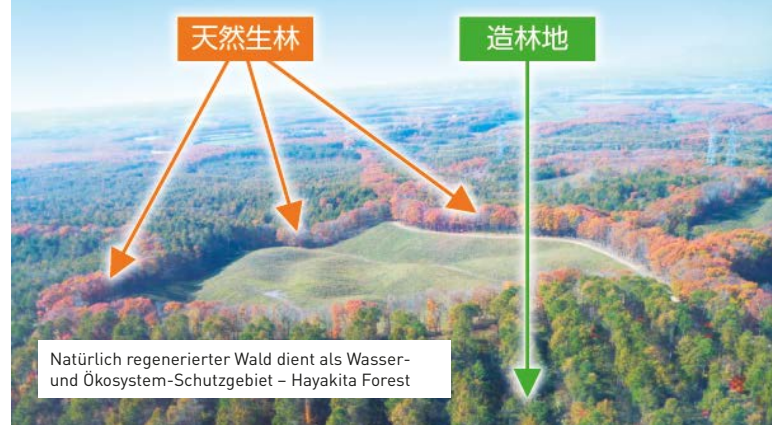 天然生林
造林地
Natürlich regenerierter Wald dient als Wasser-
und Ökosystem-Schutzgebiet – Hayakita Forest